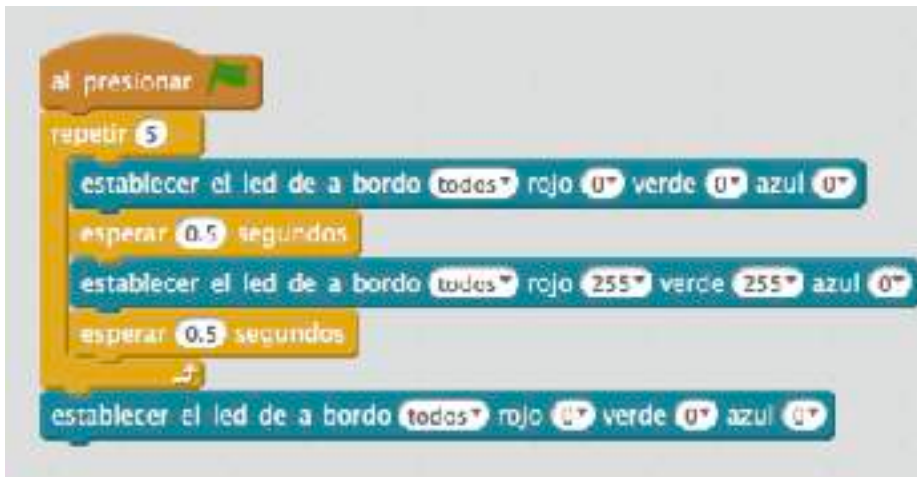 al presionar
repetir 5
establecer el led de a bordo todos rojo 0 verde 0 azul 0
esperar 0.5 segundos
establecer el led de a bordo todos rojo 255 verde 255 azul 0
esperar 0.5 segundos
establecer el led de a bordo todos rojo 0 verde 0 azul 0